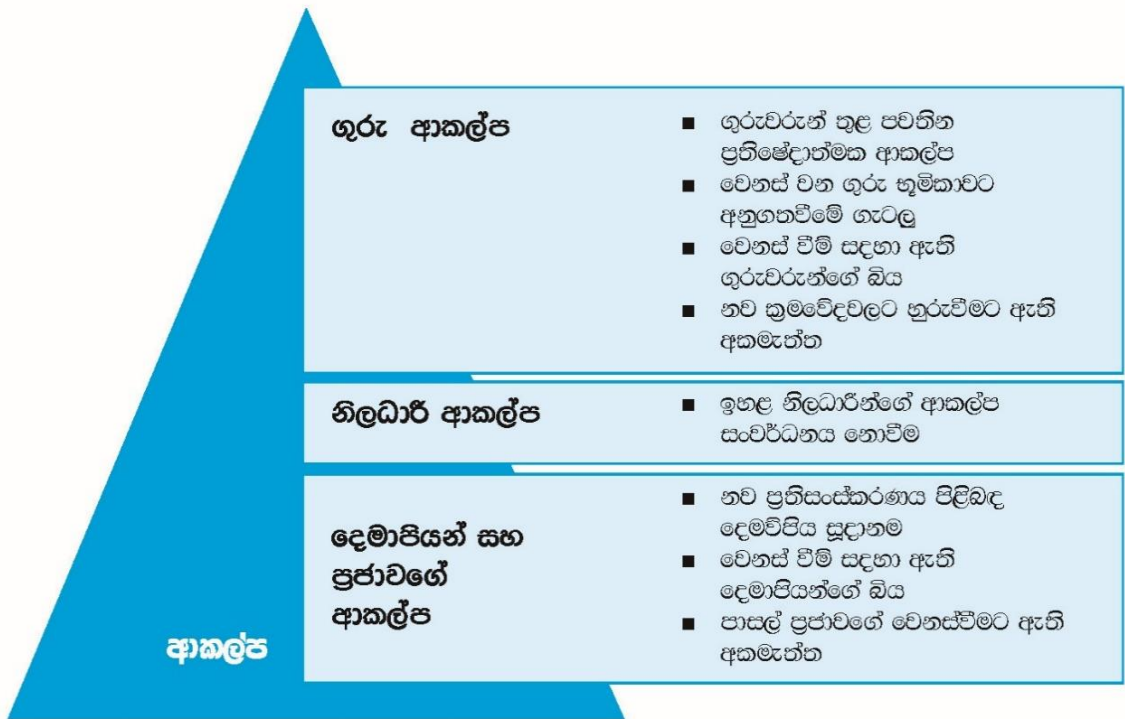 ගුරු ආකල්ප
■ ගුරුවරුන් තුළ පවතින
ප්‍රතිෂේදාත්මක ආකල්ප
■ වෙනස් වන ගුරු භූමිකාවට
අනුගතවීමේ ගැටලු
■ වෙනස් වීම් සදහා ඇති
ගුරුවරුන්ගේ බිය
■ නව ක්‍රමවේදවලට හුරුවීමට ඇති
අකමැත්ත
නිලධාරී ආකල්ප
■ ඉහළ නිලධාරීන්ගේ ආකල්ප
සංවර්ධනය නොවීම
දෙමාපියන් සහ
ප්‍රජාවගේ
ආකල්ප
■ නව ප්‍රතිසංස්කරණය පිළිබඳ
දෙමව්පිය සූදානම
■ වෙනස් වීම් සදහා ඇති
දෙමාපියන්ගේ බිය
■ පාසල් ප්‍රජාවගේ වෙනස්වීමට ඇති
අකමැත්ත
ආකල්ප